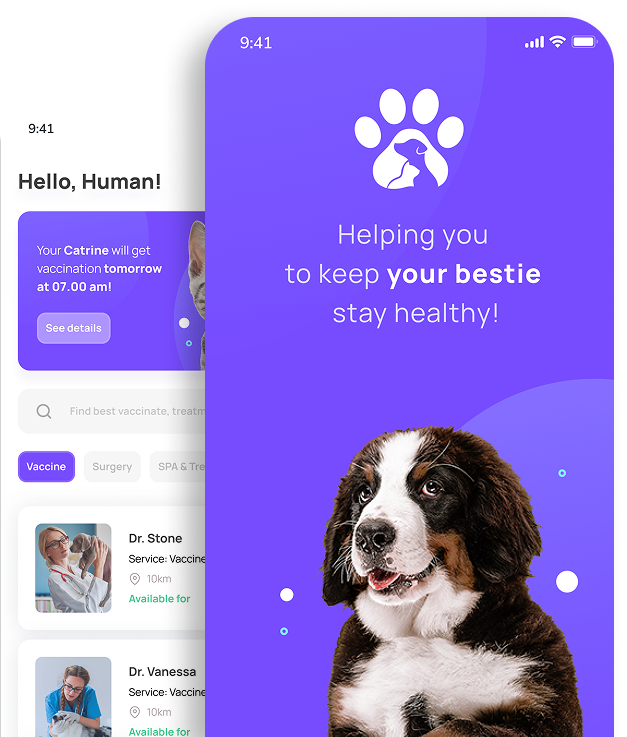 9:41
Hello, Human!
Your Catrine will get
vaccination tomorrow
at 07.00 am!
See details
Find best vaccinate,
Vaccine
Surgery
SPA &
Dr. Stone
Service: Vaccine
10km
Available for
Dr. Vanessa
Service: Vaccine
10km
Available for
9:41
Helping you
to keep your bestie
stay healthy!